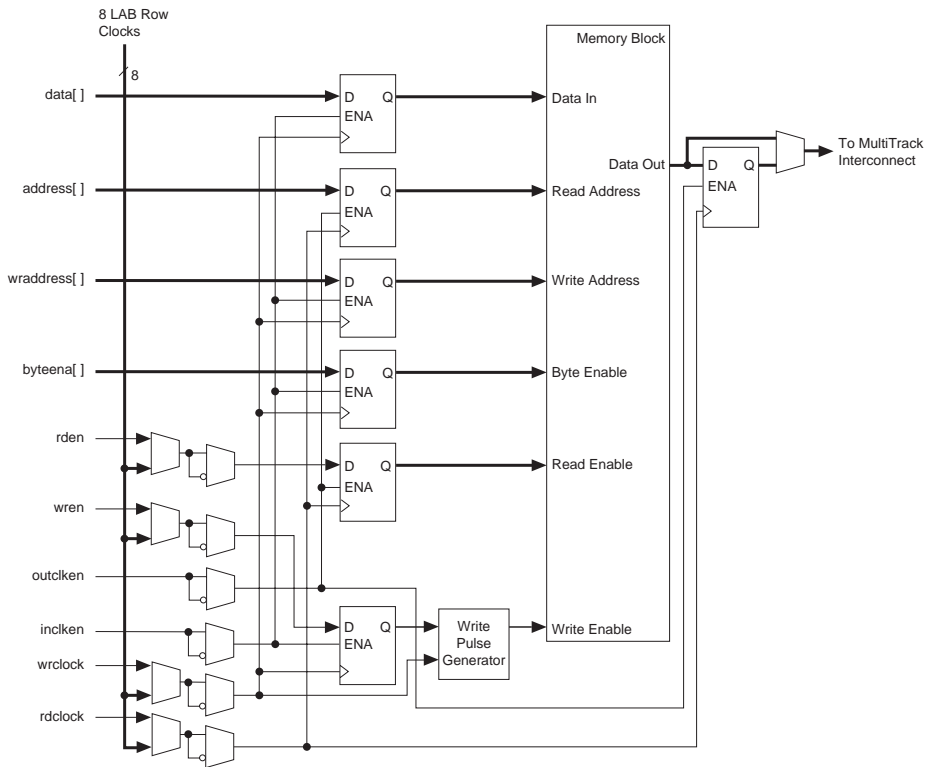 8 LAB Row
Clocks
8
Memory Block
data[ ]
D Q
ENA
Data In
To MultiTrack
Interconnect
Data Out
D Q
ENA
address[ ]
D Q
ENA
Read Address
wraddress[ ]
D Q
ENA
Write Address
byteena[ ]
D Q
ENA
Byte Enable
rden
D Q
ENA
Read Enable
wren
outclken
inclken
D Q
ENA
Write
Pulse
Generator
Write Enable
wrclock
rdclock